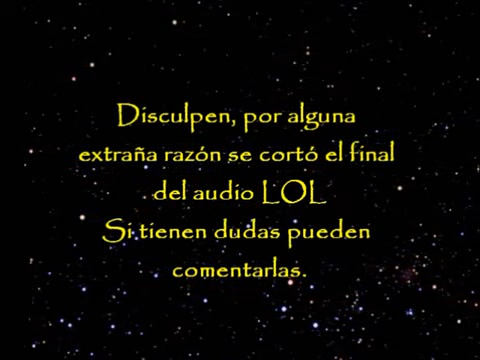 Disculpen, por alguna
extraña razón se cortó el final
del audio LOL
Si tienen dudas pueden
comentarlas.